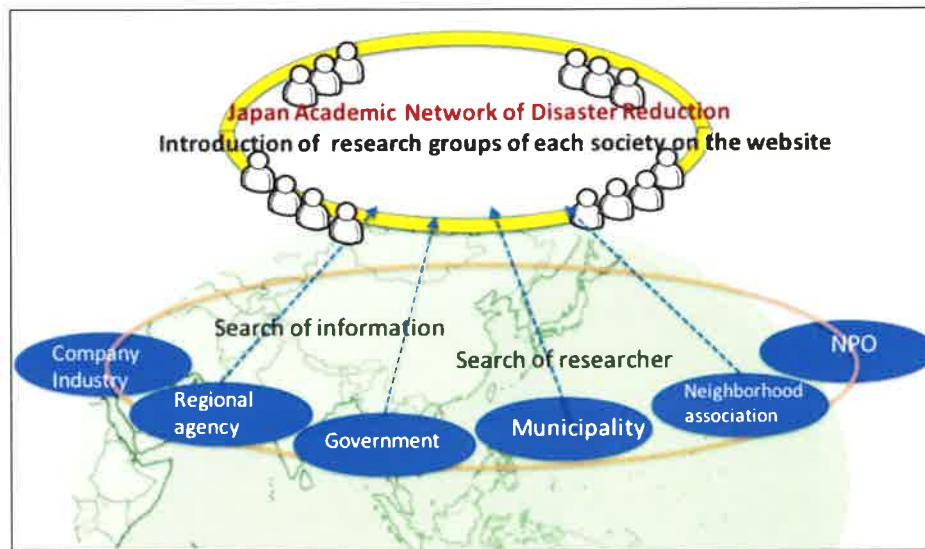 Japan Academic Network of Disaster Reduction
Introduction of research groups of each society on the website
Search of information
Search of researcher
Company
Industry
Regional
agency
Government
Municipality
Neighborhood
association
NPO